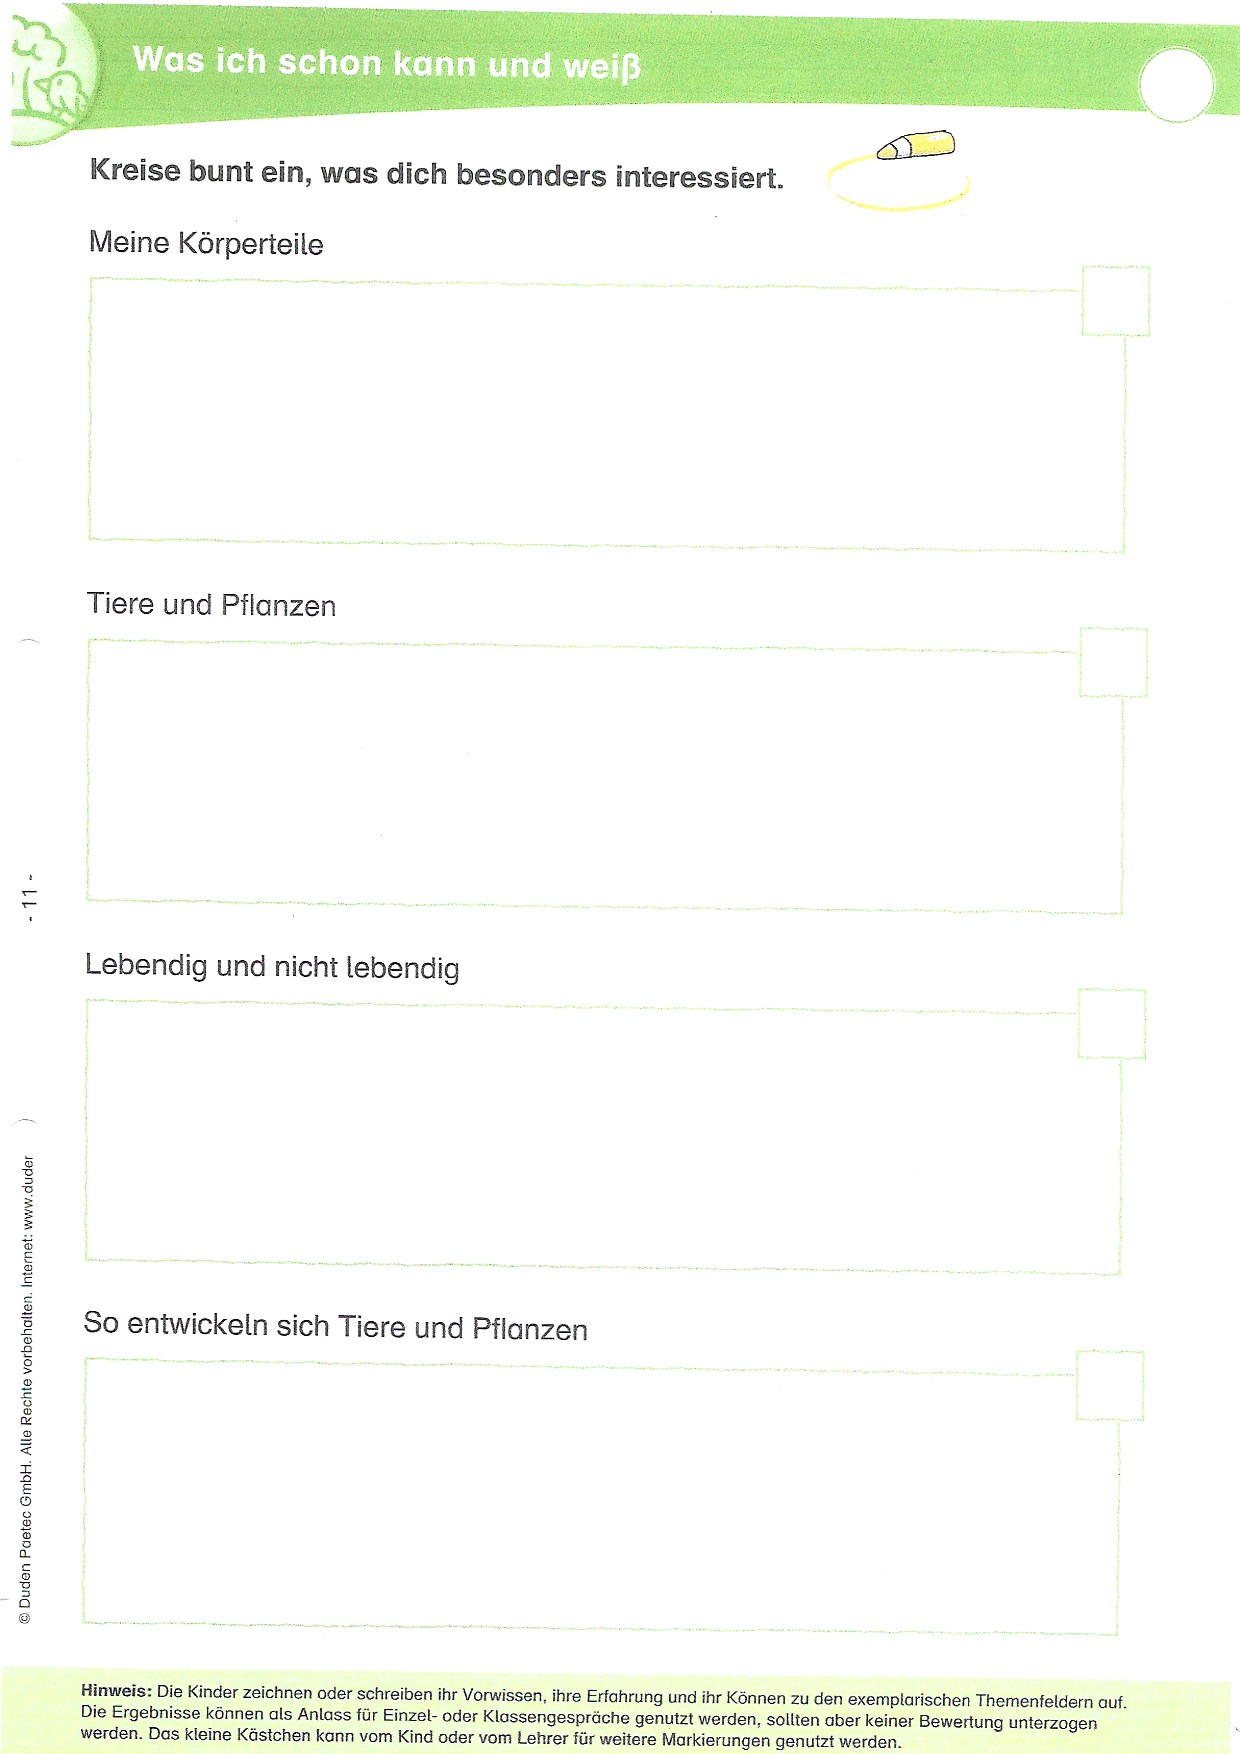 Was ich schon kann und weiß
Kreise bunt ein, was dich besonders interessiert.
Meine Körperteile
Tiere und Pflanzen
Lebendig und nicht lebendig
So entwickeln sich Tiere und Pflanzen
- 11 -
© Duden Paetec GmbH. Alle Rechte vorbehalten. Internet: www.duder
Hinweis: Die Kinder zeichnen oder schreiben ihr Vorwissen, ihre Erfahrung und ihr Können zu den exemplarischen Themenfeldern auf.
Die Ergebnisse können als Anlass für Einzel- oder Klassengespräche genutzt werden, sollten aber keiner Bewertung unterzogen
werden. Das kleine Kästchen kann vom Kind oder vom Lehrer für weitere Markierungen genutzt werden.